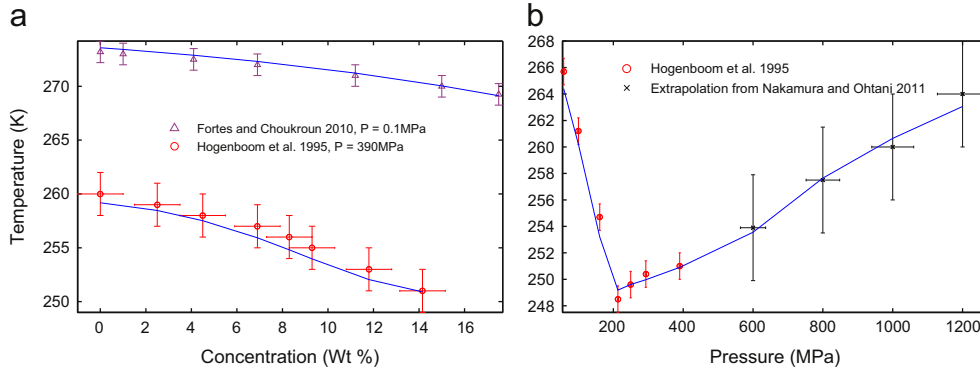 a
270
265
260
255
250
Temperature (K)
Fortes and Choukroun 2010, P = 0.1MPa
Hogenboom et al. 1995, P = 390MPa
0 2 4 6 8 10 12 14 16
Concentration (Wt %)
b
268
266
264
262
260
258
256
254
252
250
248
Hogenboom et al. 1995
Extrapolation from Nakamura and Ohtani 2011
200 400 600 800 1000 1200
Pressure (MPa)